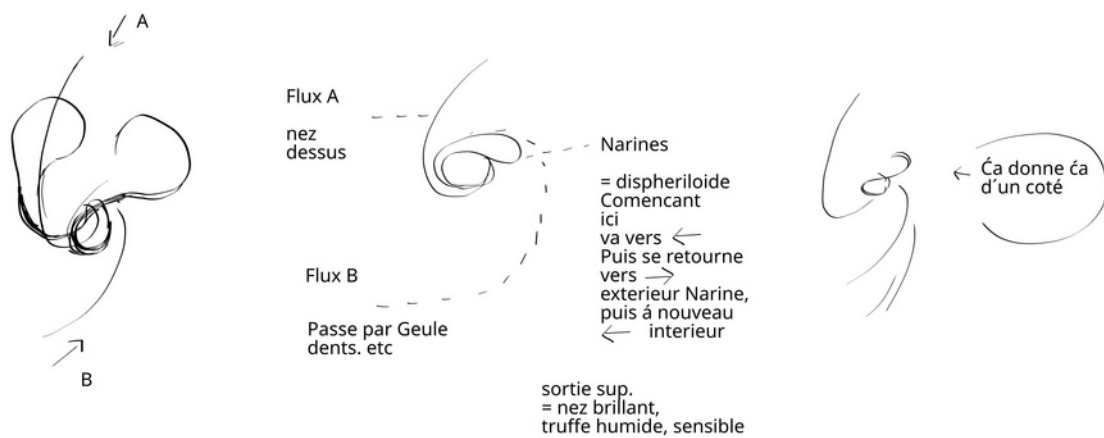 A
B
Flux A
nez
dessus
Flux B
Passe par Geule
dents. etc
Narines
= dispheriloide
Comencant
ici
va vers ←
Puis se retourne
vers →
exterieur Narine,
puis á nouveau
← interieur
sortie sup.
= nez brillant,
truffe humide, sensible
← Ća donne ća
d´un coté